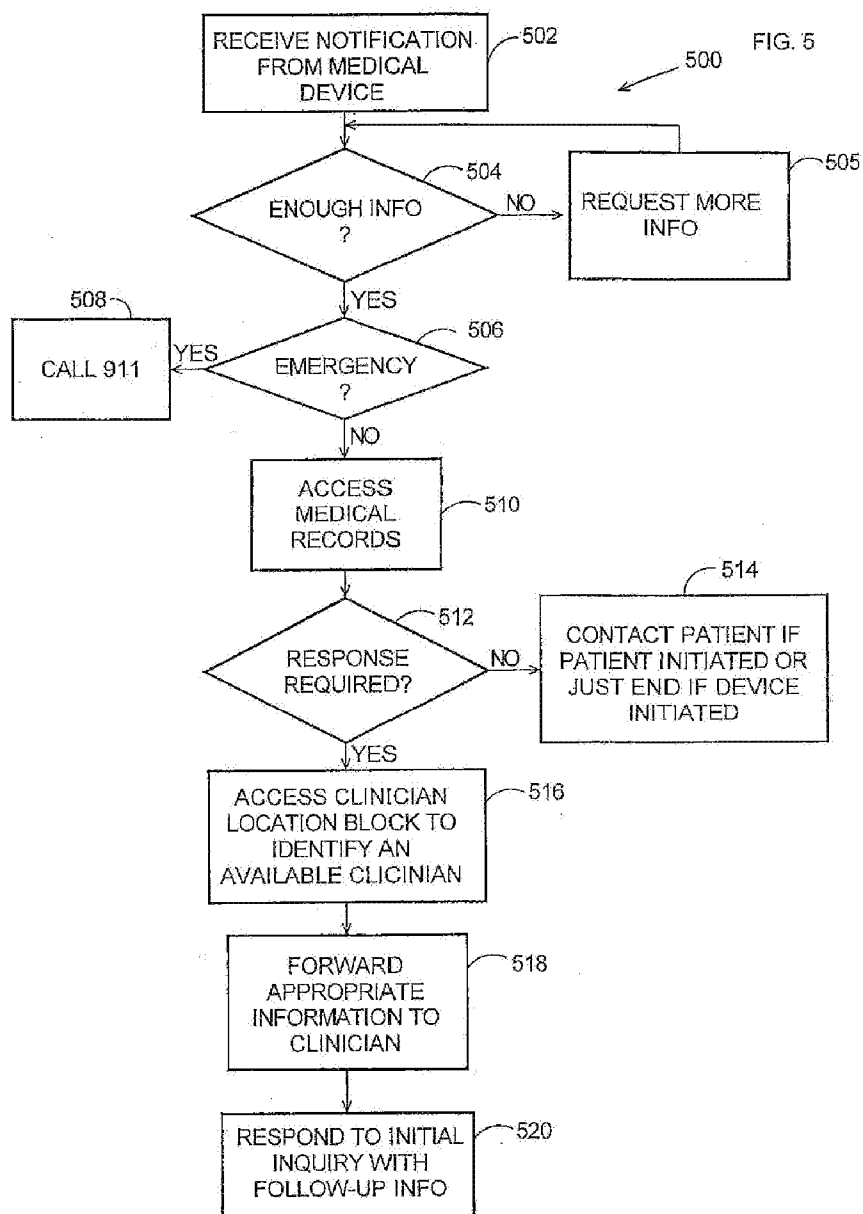 RECEIVE NOTIFICATION
FROM MEDICAL
DEVICE
502
FIG. 5
500
504
ENOUGH INFO
?
NO
505
REQUEST MORE
INFO
YES
508
CALL 911
YES
506
EMERGENCY
?
NO
ACCESS
MEDICAL
RECORDS
510
512
RESPONSE
REQUIRED?
NO
514
CONTACT PATIENT IF
PATIENT INITIATED OR
JUST END IF DEVICE
INITIATED
YES
ACCESS CLINICIAN
LOCATION BLOCK TO
IDENTIFY AN
AVAILABLE CLICINIAN
516
FORWARD
APPROPRIATE
INFORMATION TO
CLINICIAN
518
RESPOND TO INITIAL
INQUIRY WITH
FOLLOW-UP INFO
520